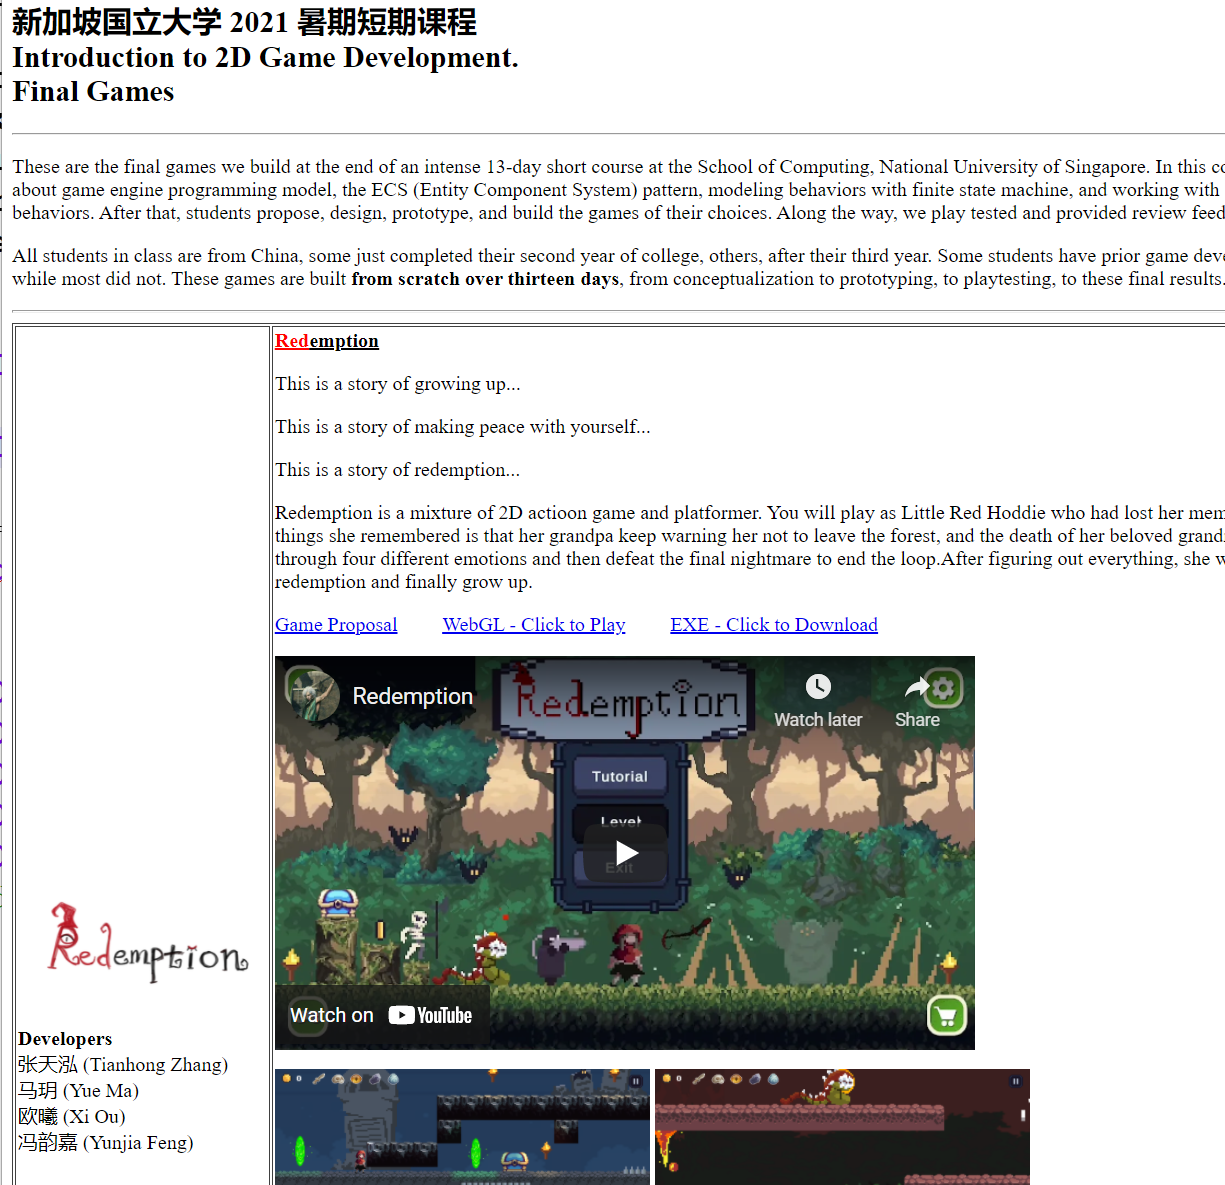 新加坡国立大学 2021 暑期短期课程
Introduction to 2D Game Development.
Final Games
These are the final games we build at the end of an intense 13-day short course at the School of Computing, National University of Singapore. In this co
about game engine programming model, the ECS (Entity Component System) pattern, modeling behaviors with finite state machine, and working with
behaviors. After that, students propose, design, prototype, and build the games of their choices. Along the way, we play tested and provided review feed
All students in class are from China, some just completed their second year of college, others, after their third year. Some students have prior game deve
while most did not. These games are built from scratch over thirteen days, from conceptualization to prototyping, to playtesting, to these final results.
Redemption
This is a story of growing up...
This is a story of making peace with yourself...
This is a story of redemption...
Redemption is a mixture of 2D actioon game and platformer. You will play as Little Red Hoddie who had lost her mem
things she remembered is that her grandpa keep warning her not to leave the forest, and the death of her beloved grand
through four different emotions and then defeat the final nightmare to end the loop.After figuring out everything, she w
redemption and finally grow up.
Game Proposal WebGL - Click to Play EXE - Click to Download
Redemption
Redemption
Watch later
Share
Tutorial
Level
Exit
Watch on YouTube
Redemption
Developers
张天泓 (Tianhong Zhang)
马玥 (Yue Ma)
欧曦 (Xi Ou)
冯韵嘉 (Yunjia Feng)
0
0